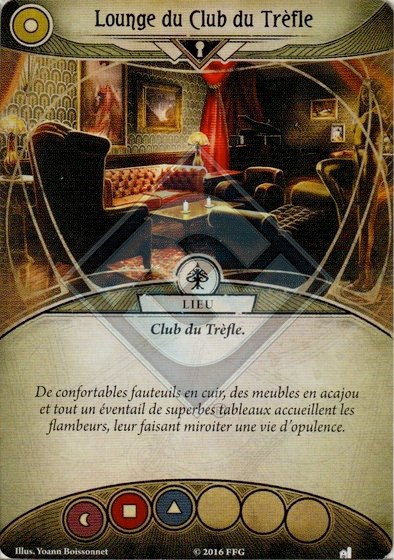 Lounge du Club du Trèfle
LIEU
Club du Trèfle.
De confortables fauteuils en cuir, des meubles en acajou
et tout un éventail de superbes tableaux accueillent les
flambeurs, leur faisant miroiter une vie d'opulence.
Illus. Yoann Boissonnet
© 2016 FFG